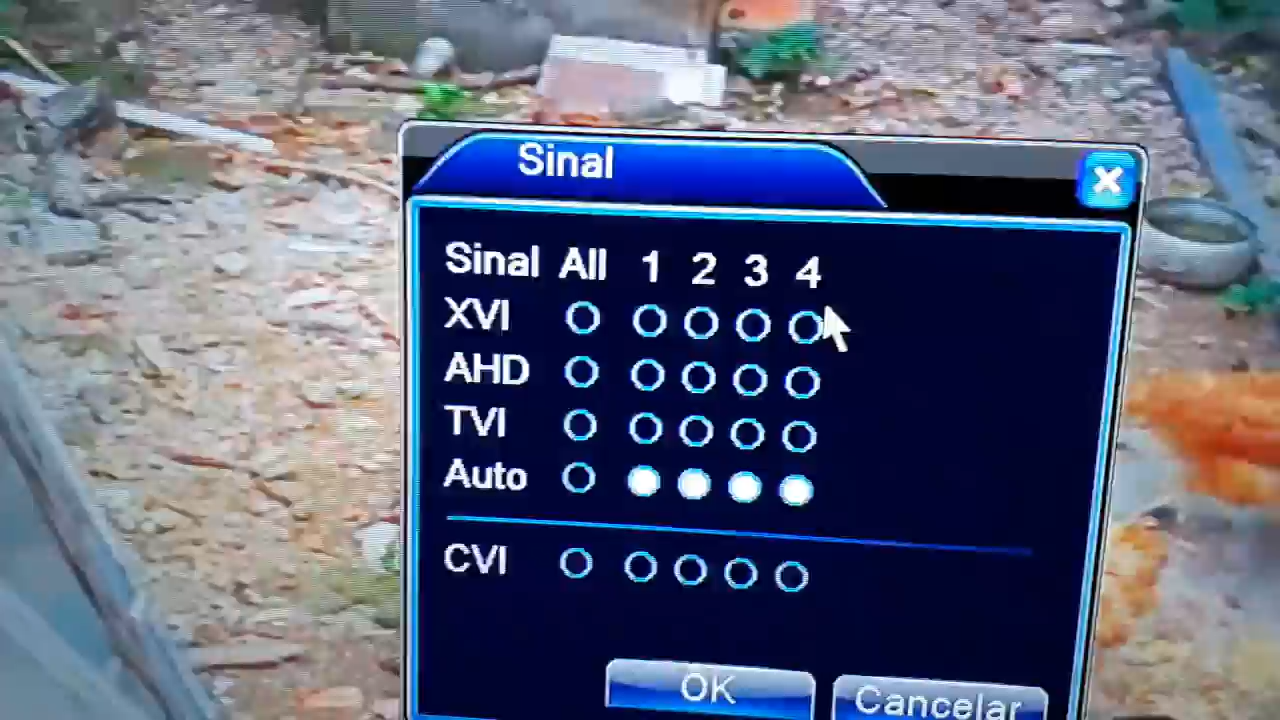 Sinal
Sinal All 1 2 3 4
XVI
AHD
TVI
Auto
CVI
OK Cancelar